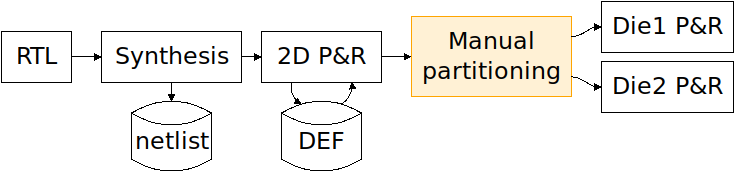 RTL
Synthesis
2D P&R
Manual
partitioning
Die1 P&R
Die2 P&R
netlist
DEF